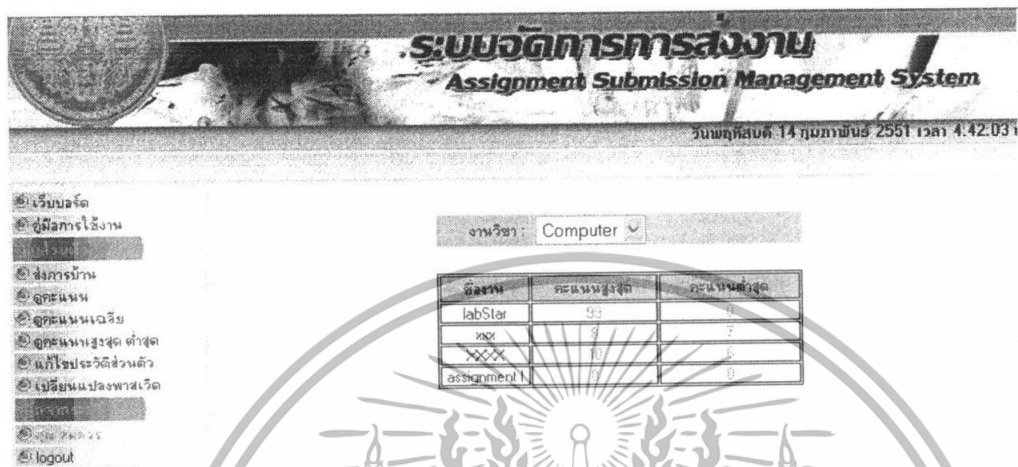 ระบบจัดการการส่งงาน
Assignment Submission Management System
วันพฤหัสบดี 14 กุมภาพันธ์ 2551 เวลา 4.42:03
เว็บบอร์ด
คู่มือการใช้งาน
ส่งการบ้าน
ดูคะแนน
ดูคะแนนเฉลี่ย
ดูคะแนนสูงสุด ต่ำสุด
แก้ไขประวัติส่วนตัว
เปลี่ยนแปลงพาสเวิด
logout
งานวิชา : Computer
ชื่องาน คะแนนสูงสุด คะแนนต่ำสุด
labStar
xxx 7
XXXX 10
assignment1 0 0